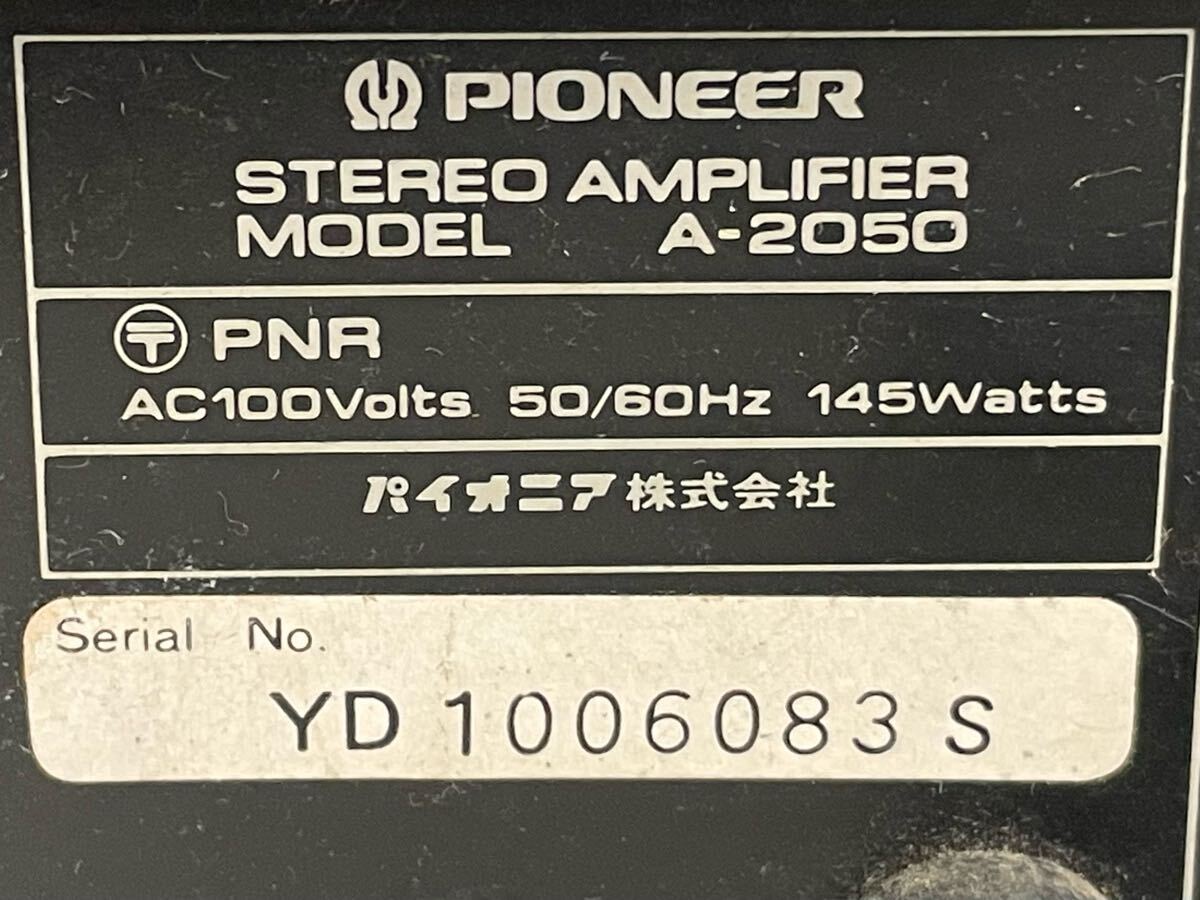 PIONEER
STEREO AMPLIFIER
MODEL A-2050
〒 PNR
AC100Volts 50/60Hz 145Watts
パイオニア株式会社
Serial No.
YD 1006083 S